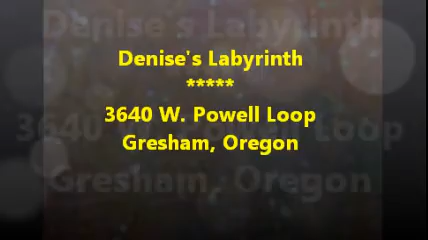 Denise's Labyrinth
*****
3640 W. Powell Loop
Gresham, Oregon